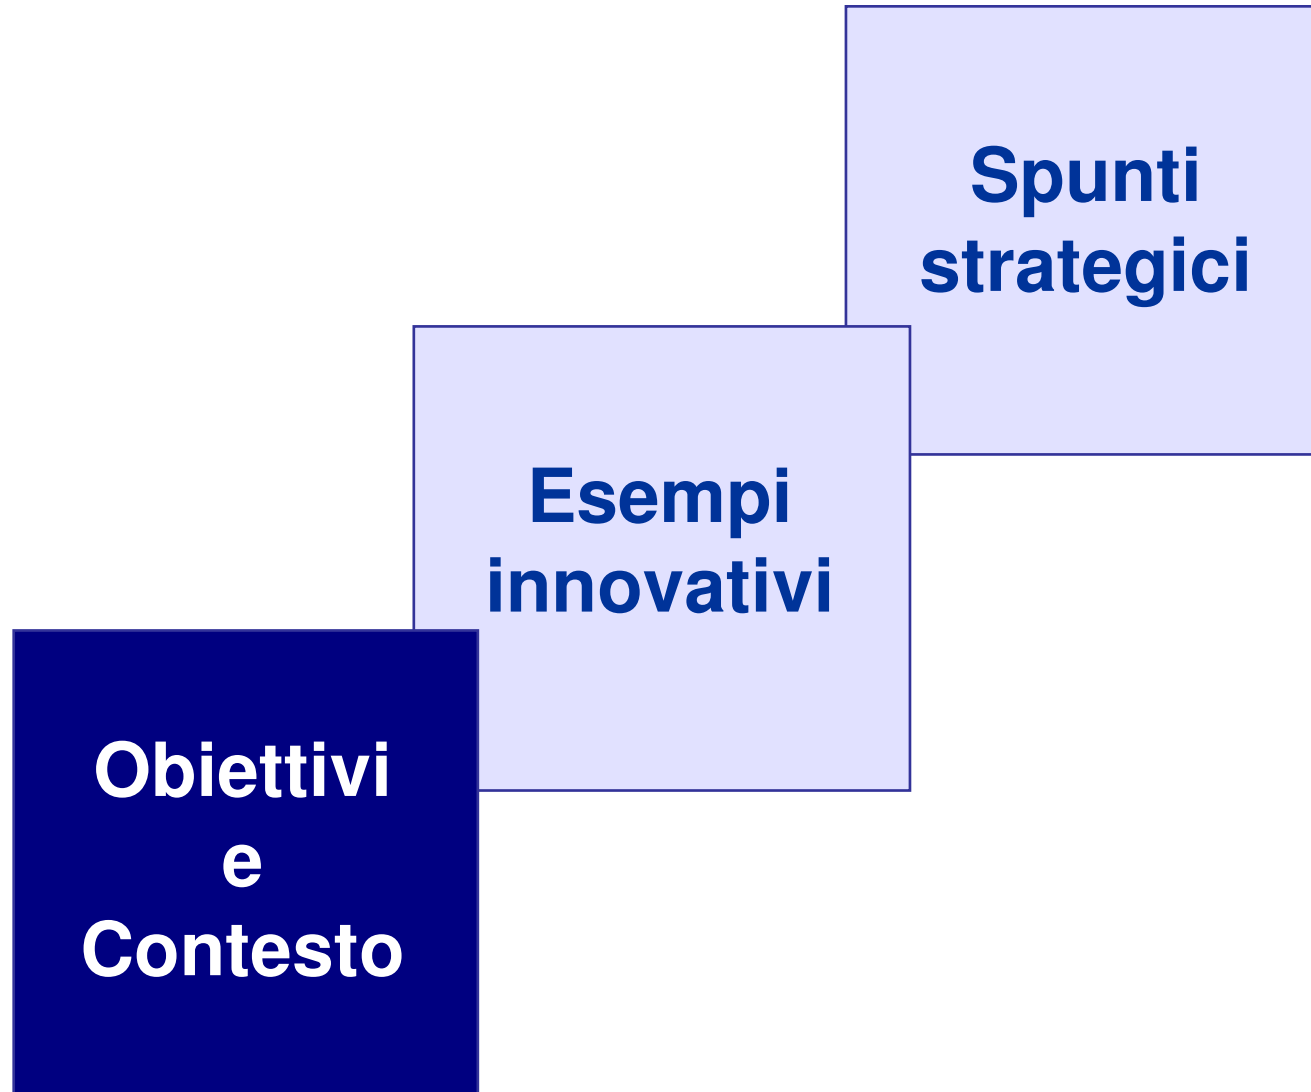 Spunti
strategici
Esempi
innovativi
Obiettivi
e
Contesto